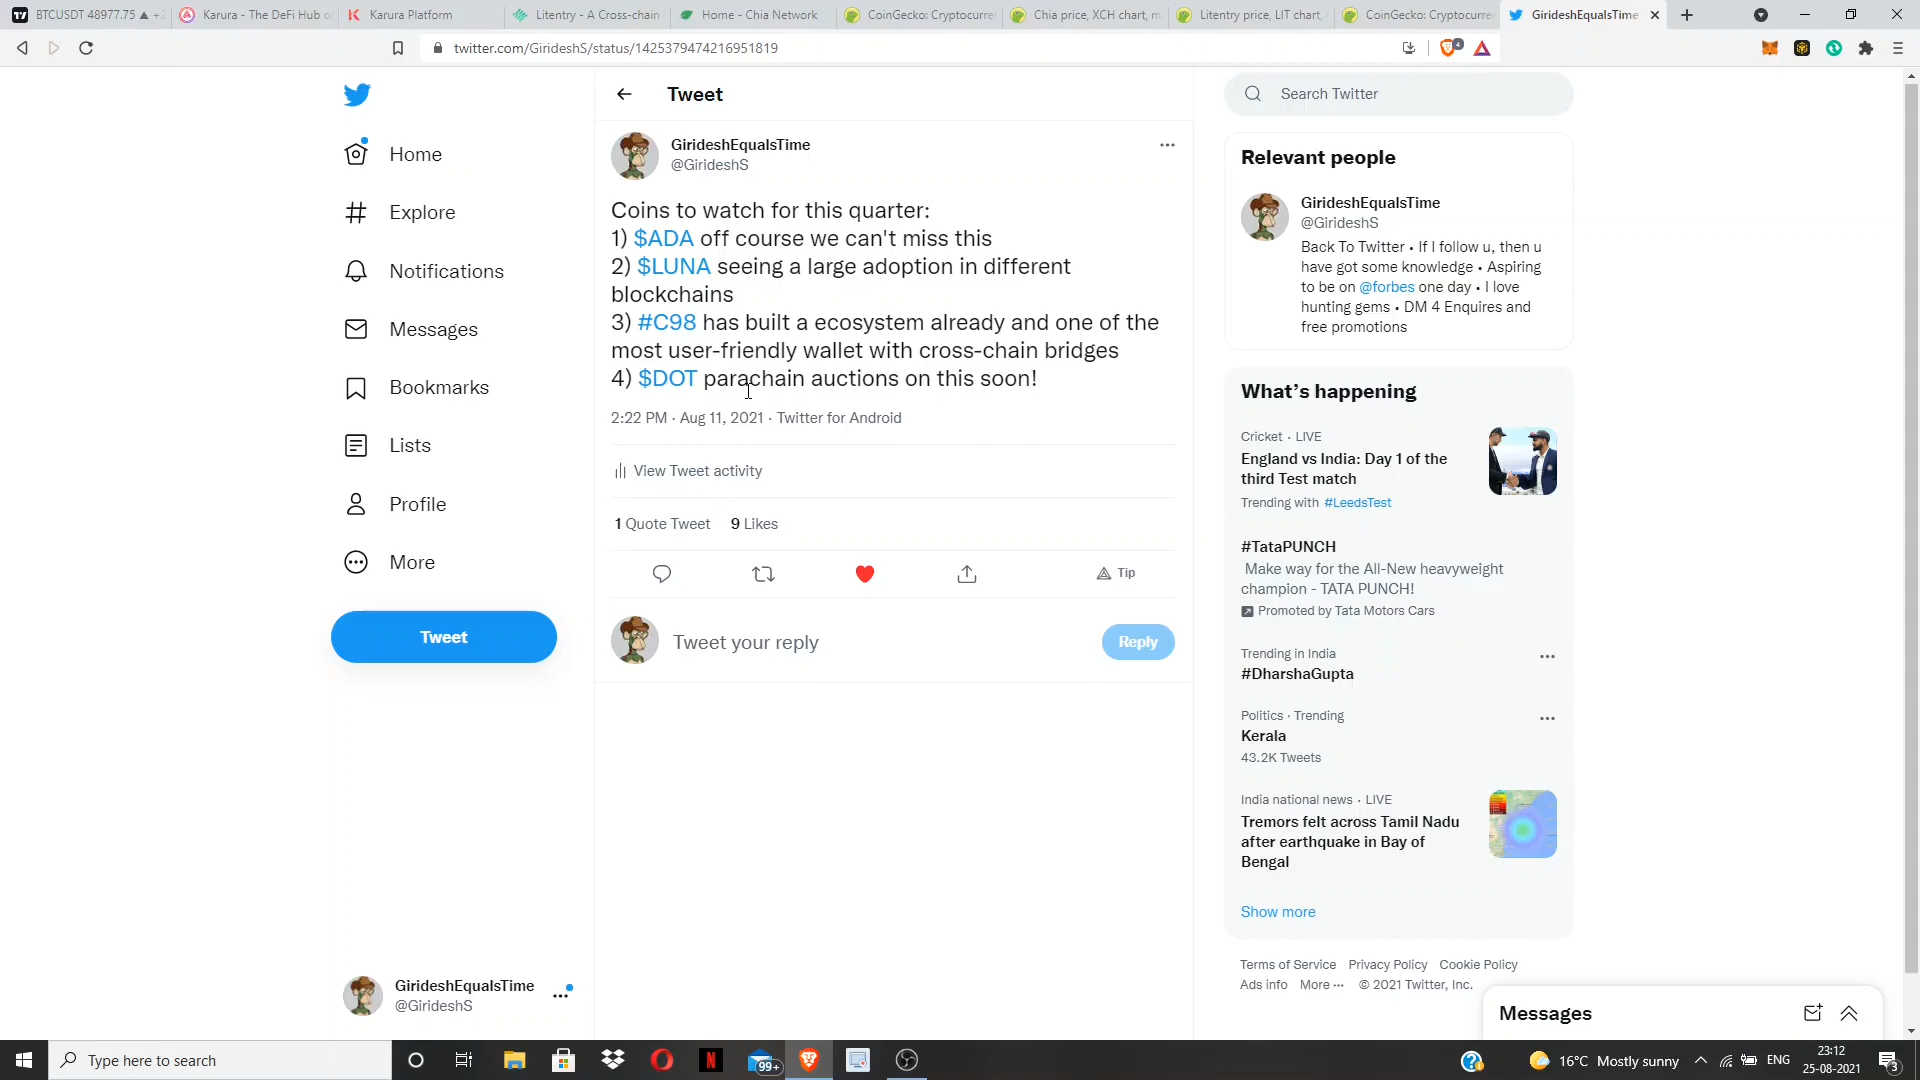 BTCUSDT 48977.75 ▲ +2
Karura - The DeFi Hub o
Karura Platform
Litentry - A Cross-chain
Home - Chia Network
CoinGecko: Cryptocurre
Chia price, XCH chart, m
Litentry price, LIT chart,
CoinGecko: Cryptocurre
GirideshEqualsTime
twitter.com/GirideshS/status/1425379474216951819
4
Home
Explore
Notifications
Messages
Bookmarks
Lists
Profile
More
Tweet
GirideshEqualsTime
@GirideshS
Tweet
GirideshEqualsTime
@GirideshS
Coins to watch for this quarter:
1) $ADA off course we can't miss this
2) $LUNA seeing a large adoption in different
blockchains
3) #C98 has built a ecosystem already and one of the
most user-friendly wallet with cross-chain bridges
4) $DOT parachain auctions on this soon!
2:22 PM · Aug 11, 2021 · Twitter for Android
View Tweet activity
1 Quote Tweet 9 Likes
Tip
Tweet your reply
Reply
Search Twitter
Relevant people
GirideshEqualsTime
@GirideshS
Back To Twitter • If I follow u, then u
have got some knowledge • Aspiring
to be on @forbes one day • I love
hunting gems • DM 4 Enquires and
free promotions
What's happening
Cricket · LIVE
England vs India: Day 1 of the
third Test match
Trending with #LeedsTest
#TataPUNCH
Make way for the All-New heavyweight
champion - TATA PUNCH!
Promoted by Tata Motors Cars
Trending in India
#DharshaGupta
Politics · Trending
Kerala
43.2K Tweets
India national news · LIVE
Tremors felt across Tamil Nadu
after earthquake in Bay of
Bengal
Show more
Terms of Service Privacy Policy Cookie Policy
Ads info More ··· © 2021 Twitter, Inc.
Messages
Type here to search
99+
16°C Mostly sunny
ENG
23:12
25-08-2021
3